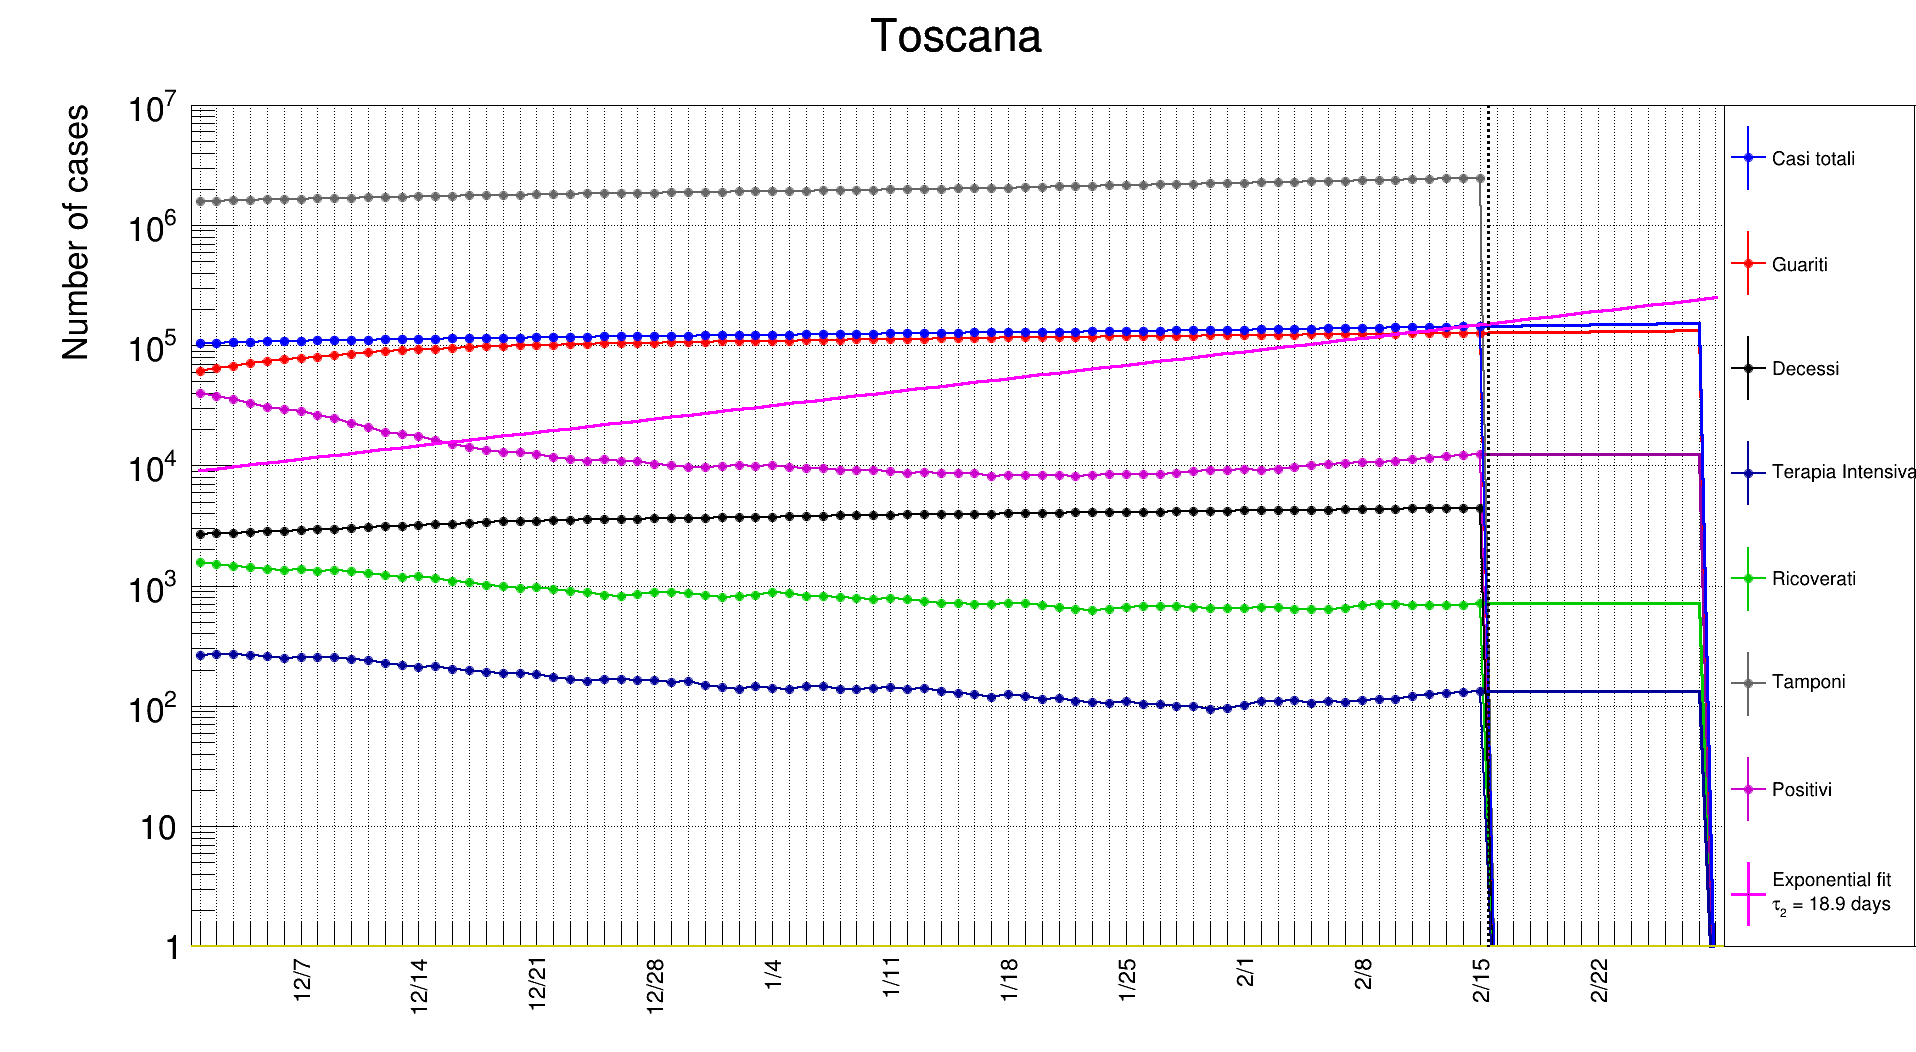 Toscana
Number of cases
10^7
10^6
10^5
10^4
10^3
10^2
10
1
12/7
12/14
12/21
12/28
1/4
1/11
1/18
1/25
2/1
2/8
2/15
2/22
Casi totali
Guariti
Decessi
Terapia Intensiva
Ricoverati
Tamponi
Positivi
Exponential fit
τ₂ = 18.9 days